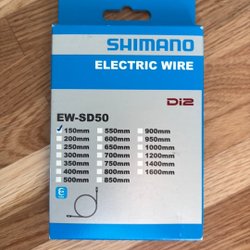 SHIMANO
ELECTRIC WIRE
Di2
EW-SD50
150mm 550mm 900mm
200mm 600mm 950mm
250mm 650mm 1000mm
300mm 700mm 1200mm
350mm 750mm 1400mm
400mm 800mm 1600mm
500mm 850mm
E